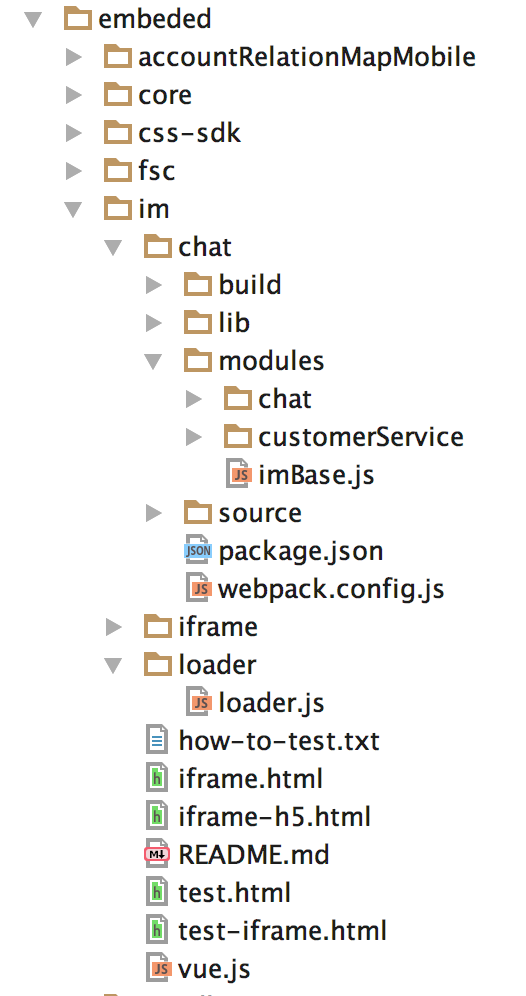 embeded
accountRelationMapMobile
core
css-sdk
fsc
im
chat
build
lib
modules
chat
customerService
JS imBase.js
source
JSON package.json
JS webpack.config.js
iframe
loader
JS loader.js
how-to-test.txt
h iframe.html
h iframe-h5.html
M↓ README.md
h test.html
h test-iframe.html
JS vue.js